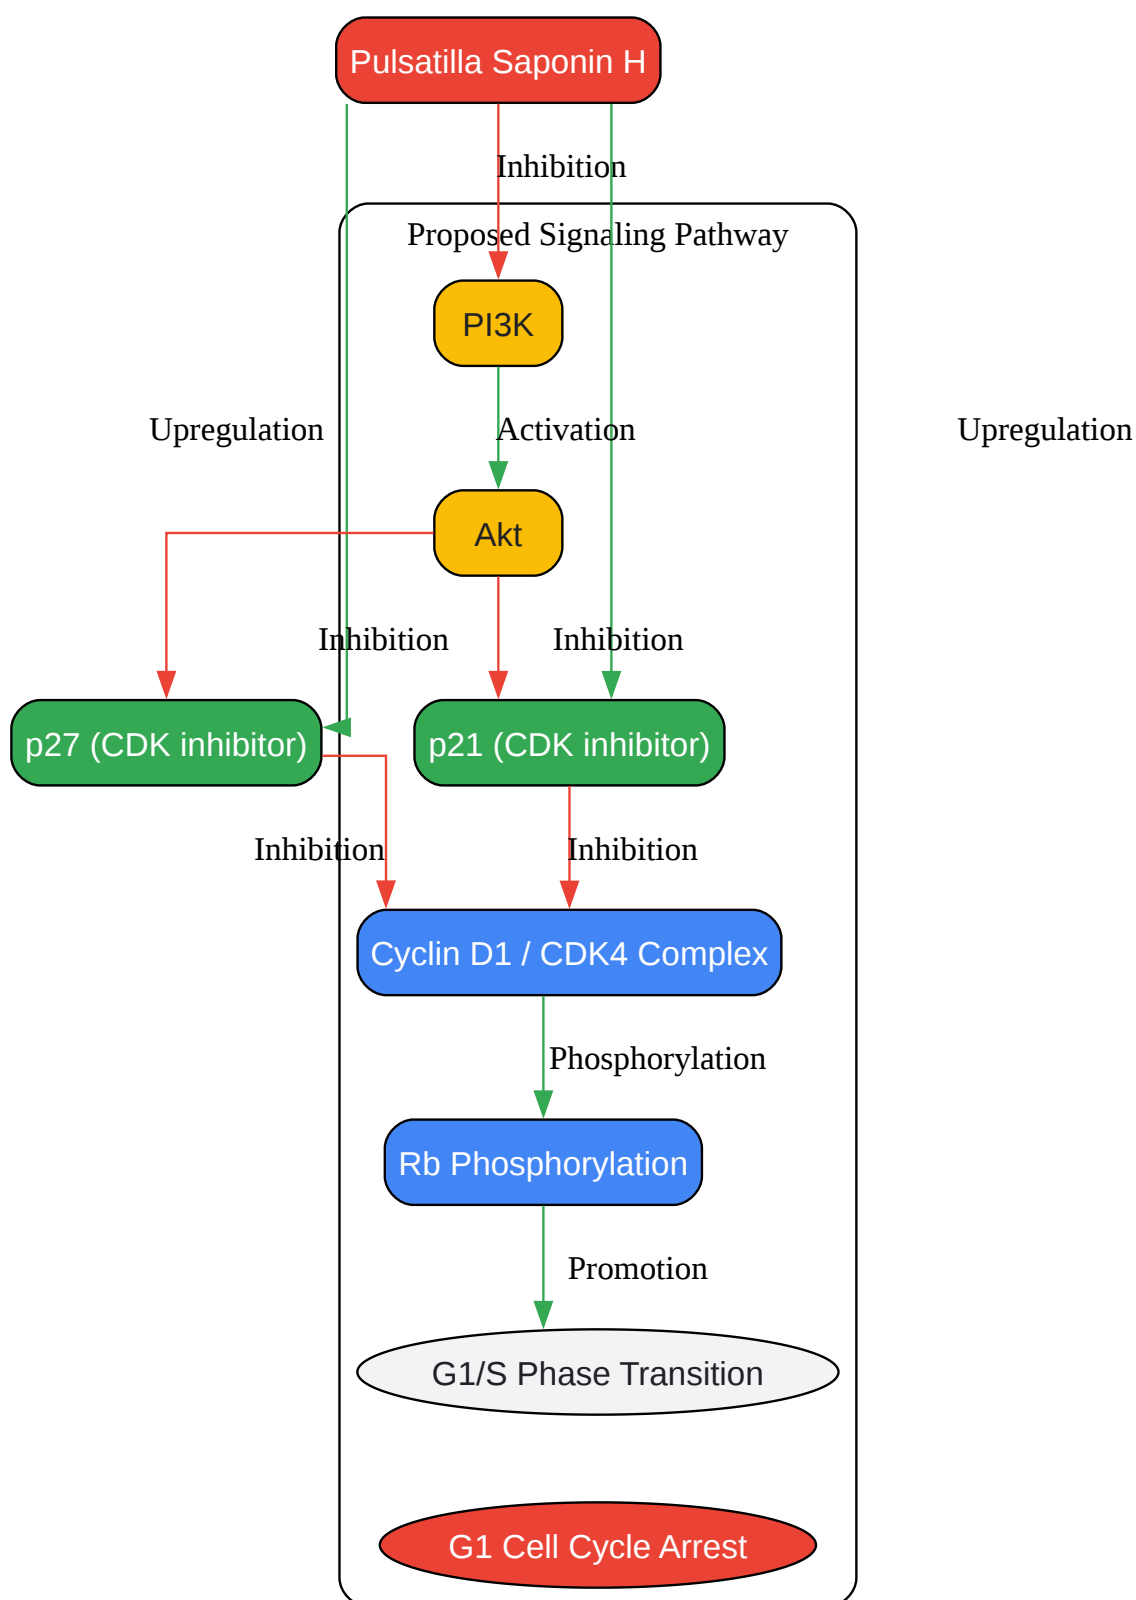 Pulsatilla Saponin H
Inhibition
Proposed Signaling Pathway
PI3K
Upregulation
Activation
Upregulation
Akt
Inhibition
Inhibition
p27 (CDK inhibitor)
p21 (CDK inhibitor)
Inhibition
Inhibition
Cyclin D1 / CDK4 Complex
Phosphorylation
Rb Phosphorylation
Promotion
G1/S Phase Transition
G1 Cell Cycle Arrest